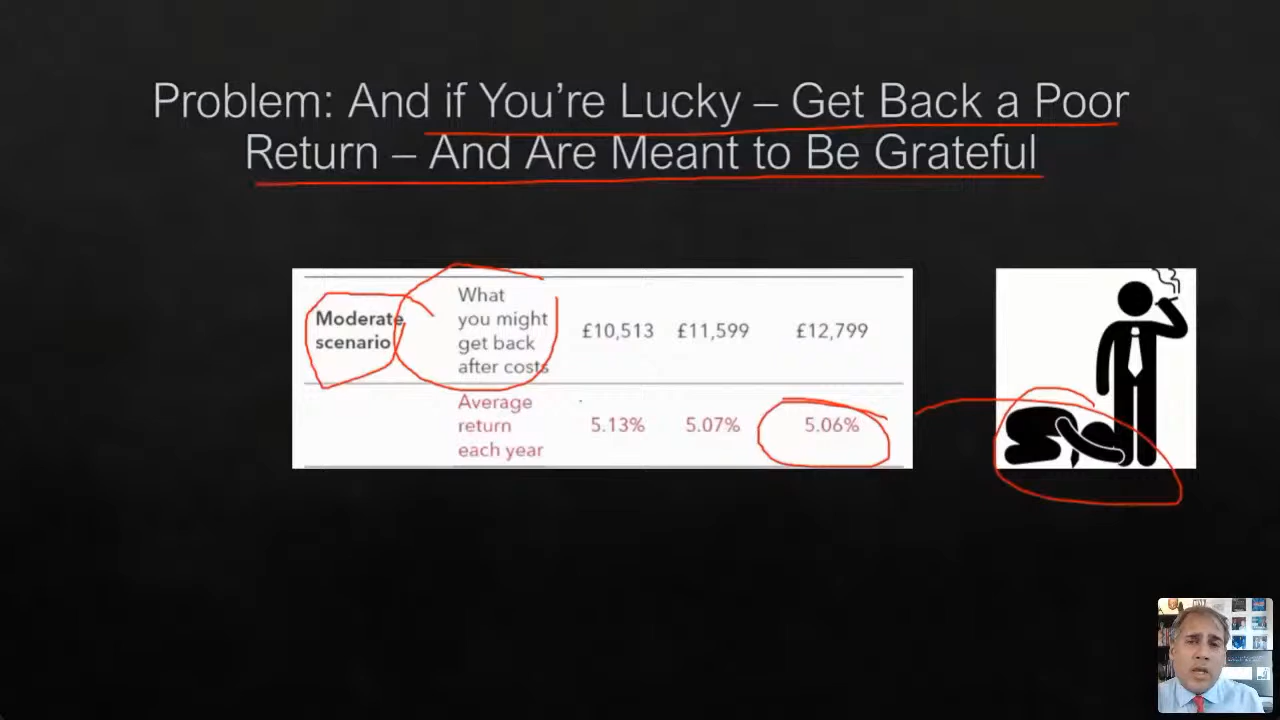 Problem: And if You’re Lucky – Get Back a Poor
Return – And Are Meant to Be Grateful
Moderate
scenario
What
you might
get back
after costs
£10,513 £11,599 £12,799
Average
return
each year
5.13% 5.07% 5.06%